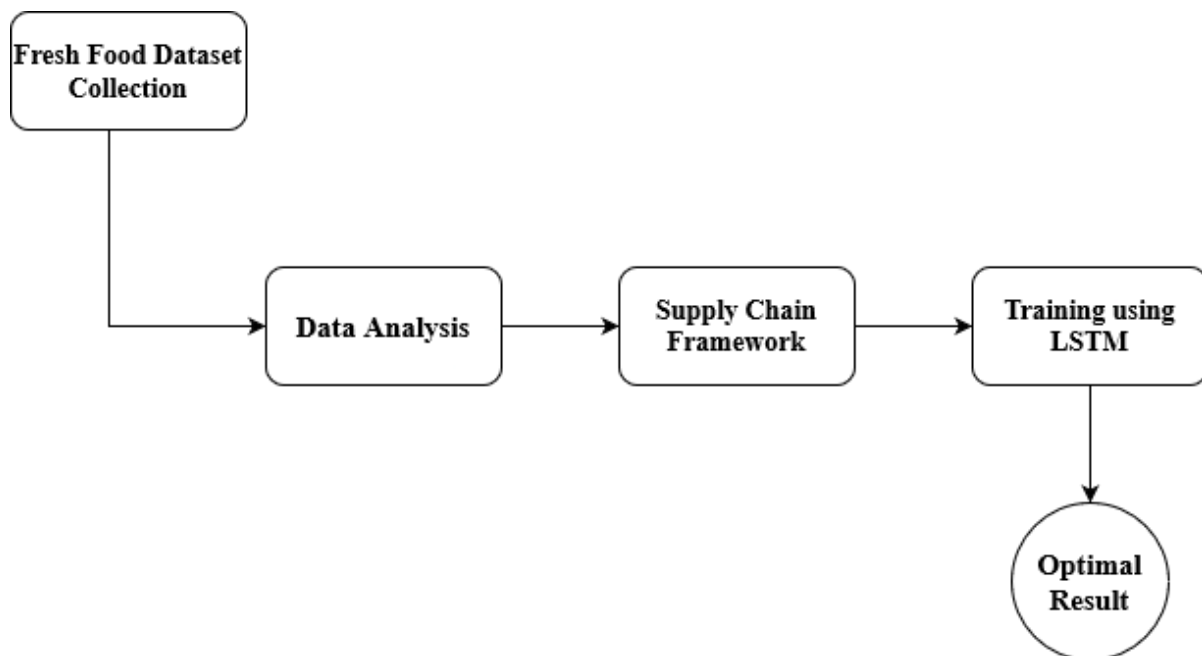 Fresh Food Dataset
Collection
Data Analysis
Supply Chain
Framework
Training using
LSTM
Optimal
Result